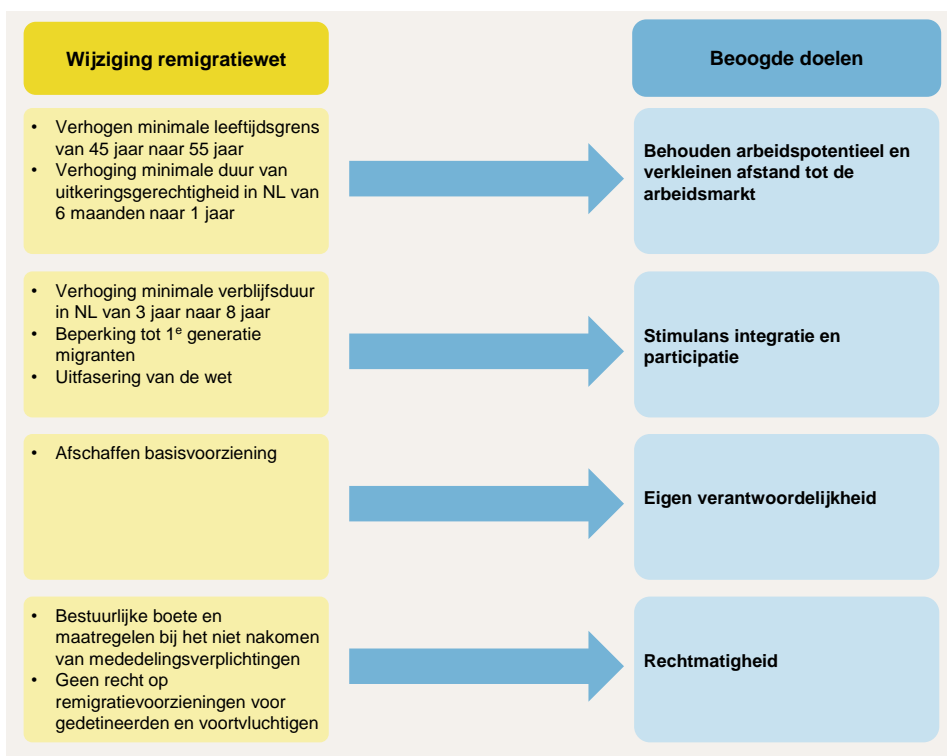 Wijziging remigratiewet
Beoogde doelen
• Verhogen minimale leeftijdsgrens
van 45 jaar naar 55 jaar
• Verhoging minimale duur van
uitkeringsgerechtigheid in NL van
6 maanden naar 1 jaar
Behouden arbeidspotentieel en
verkleinen afstand tot de
arbeidsmarkt
• Verhoging minimale verblijfsduur
in NL van 3 jaar naar 8 jaar
• Beperking tot 1e generatie
migranten
• Uitfasering van de wet
Stimulans integratie en
participatie
• Afschaffen basisvoorziening
Eigen verantwoordelijkheid
• Bestuurlijke boete en
maatregelen bij het niet nakomen
van mededelingsverplichtingen
• Geen recht op
remigratievoorzieningen voor
gedetineerden en voortvluchtigen
Rechtmatigheid